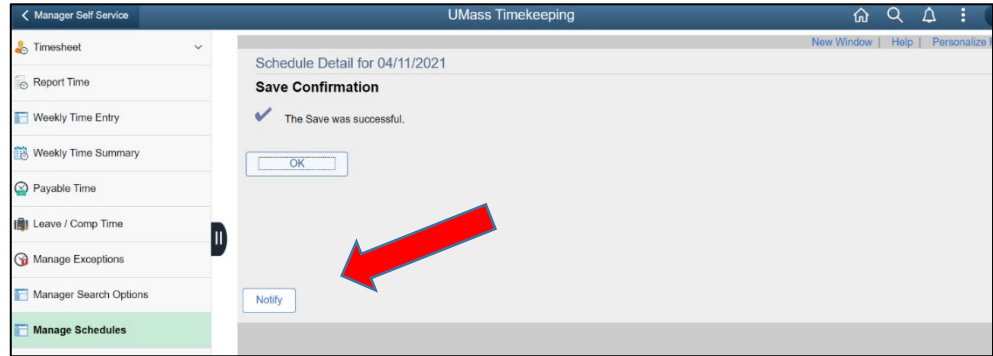 Manager Self Service
UMass Timekeeping
New Window | Help | Personalize
Timesheet
Report Time
Weekly Time Entry
Weekly Time Summary
Payable Time
Leave / Comp Time
Manage Exceptions
Manager Search Options
Manage Schedules
Schedule Detail for 04/11/2021
Save Confirmation
The Save was successful.
OK
Notify